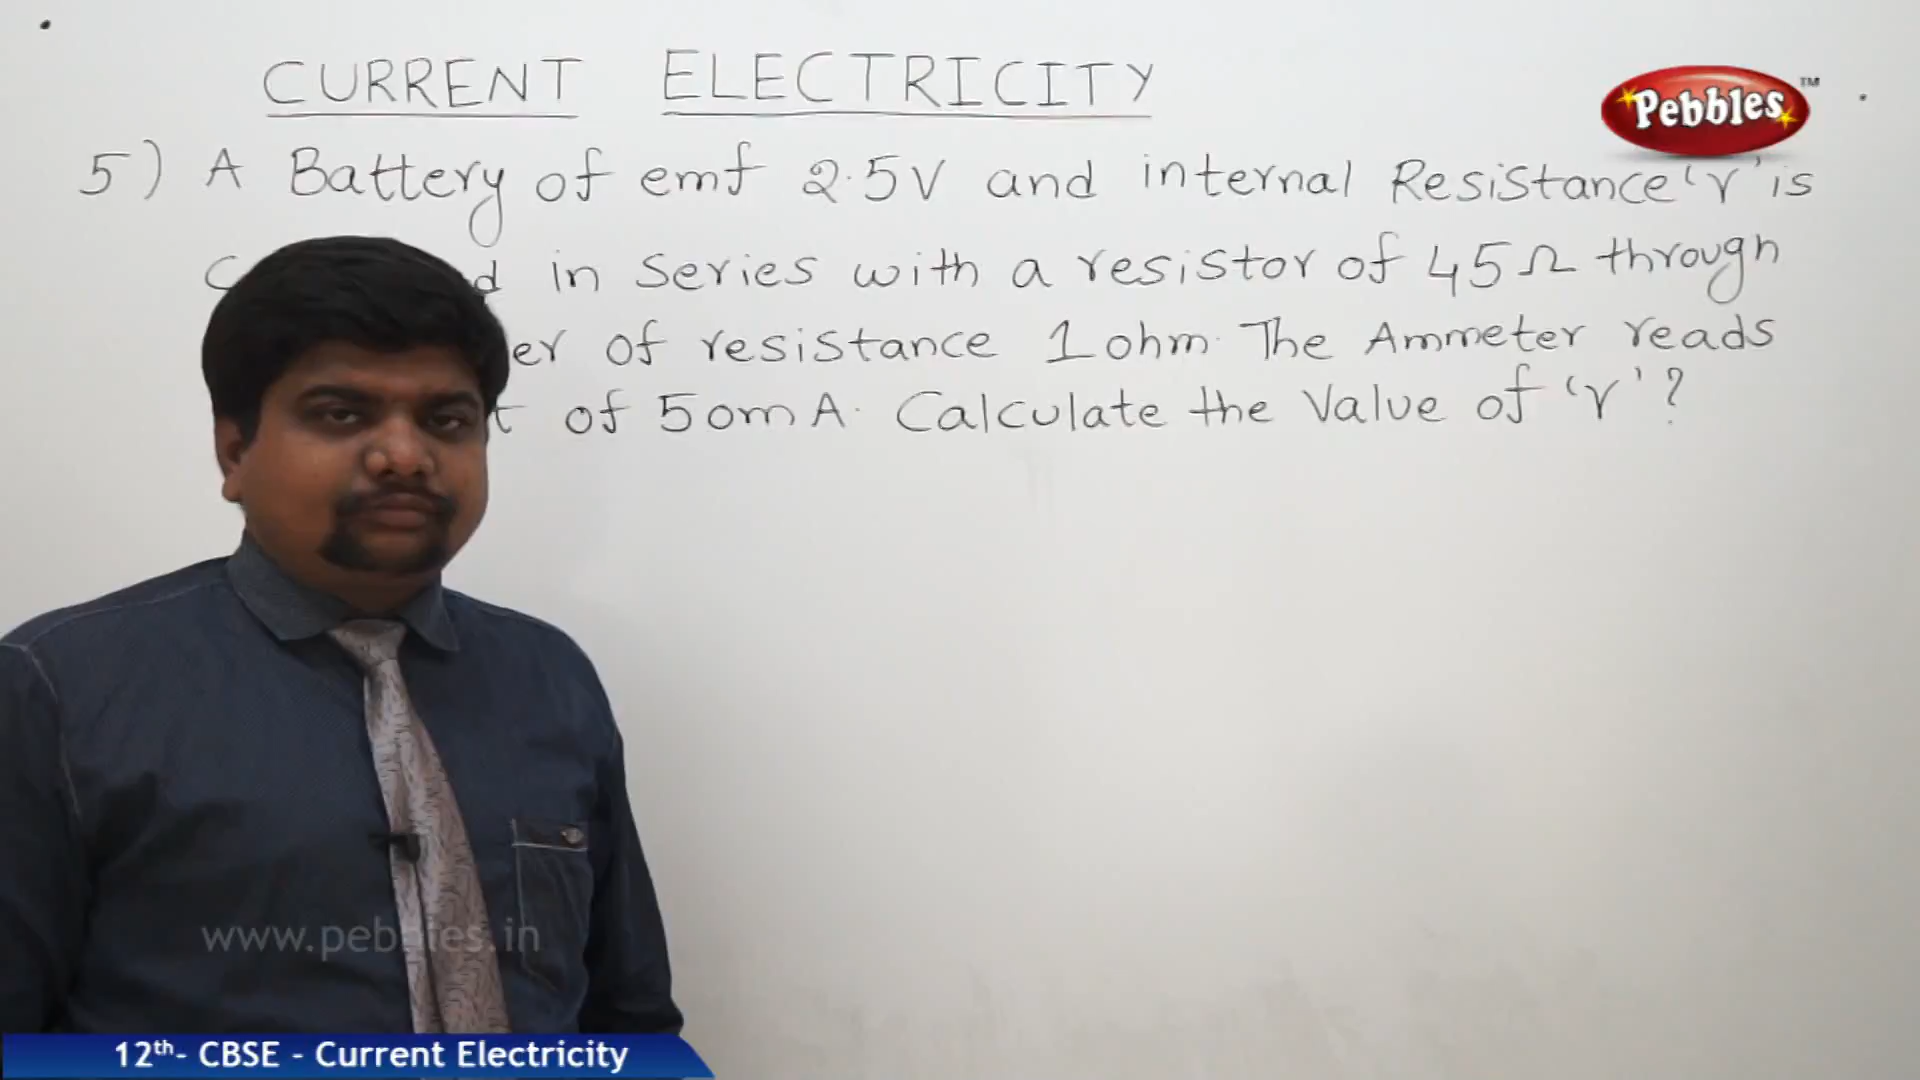 CURRENT ELECTRICITY
Pebbles TM
5) A Battery of emf 2.5V and internal Resistance 'r' is
in series with a resistor of 45Ω through
of resistance 1 ohm. The Ammeter reads
of 50mA. Calculate the Value of 'r'?
www.pebbles.in
12th- CBSE - Current Electricity